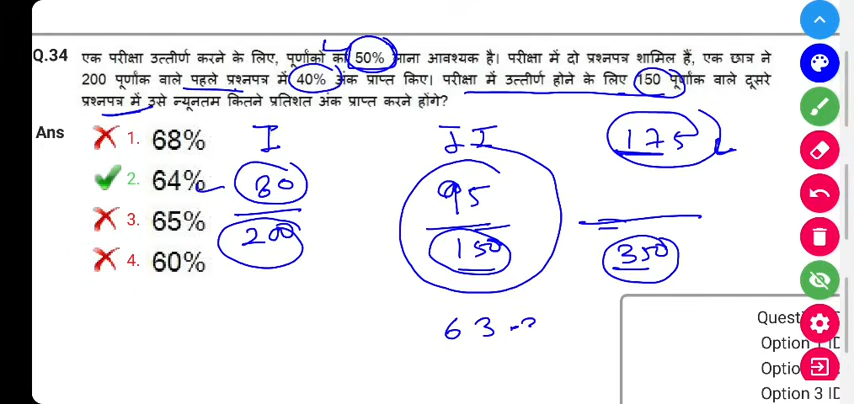 Q.34 एक परीक्षा उत्तीर्ण करने के लिए, पूर्णांकों का 50% पाना आवश्यक है। परीक्षा में दो प्रश्नपत्र शामिल हैं, एक छात्र ने
200 पूर्णांक वाले पहले प्रश्नपत्र में 40% अंक प्राप्त किए। परीक्षा में उत्तीर्ण होने के लिए 150 पूर्णांक वाले दूसरे
प्रश्नपत्र में उसे न्यूनतम कितने प्रतिशत अंक प्राप्त करने होंगे?
Ans 1. 68% I II 175
2. 64% 80 95
3. 65% 200 150 350
4. 60%
63
Quest
Option
Optio
Option 3 ID